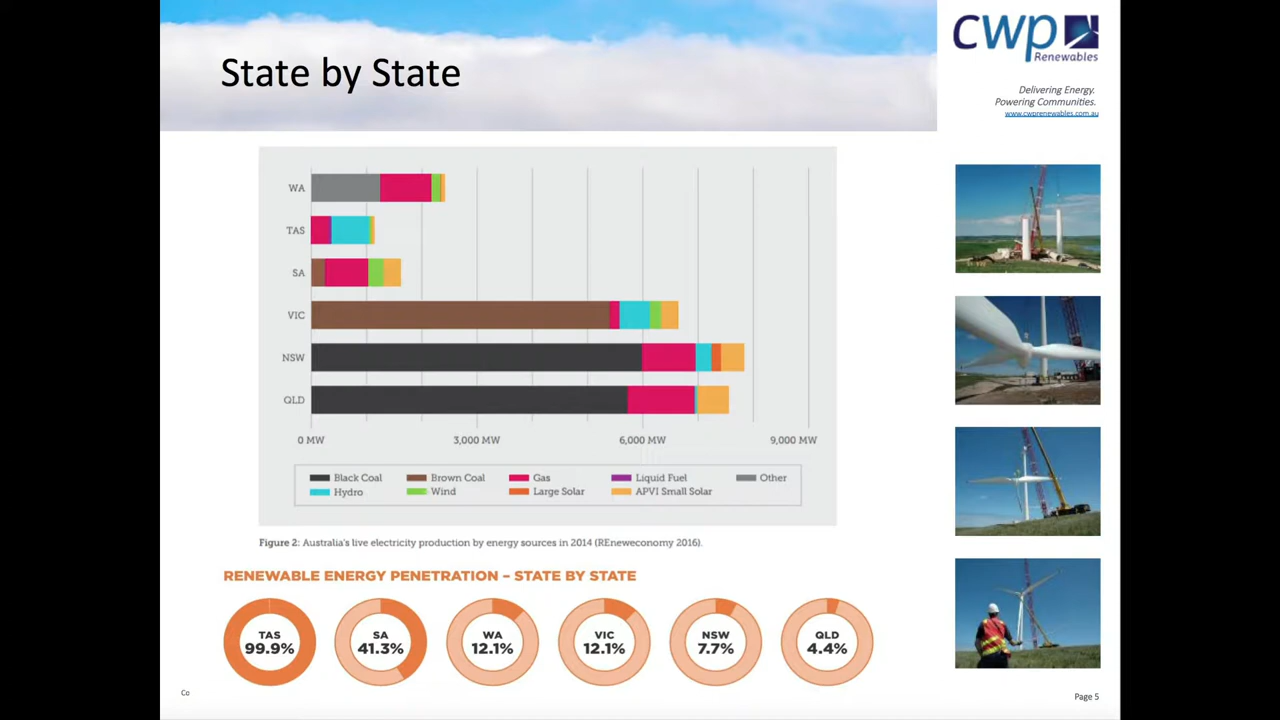 State by State
cwp
Renewables
Delivering Energy.
Powering Communities.
www.cwprenewables.com.au
WA
TAS
SA
VIC
NSW
QLD
0 MW 3,000 MW 6,000 MW 9,000 MW
Black Coal Brown Coal Gas Liquid Fuel Other
Hydro Wind Large Solar APVI Small Solar
Figure 2: Australia's live electricity production by energy sources in 2014 (REneweconomy 2016).
RENEWABLE ENERGY PENETRATION – STATE BY STATE
TAS
99.9%
SA
41.3%
WA
12.1%
VIC
12.1%
NSW
7.7%
QLD
4.4%
Co
Page 5